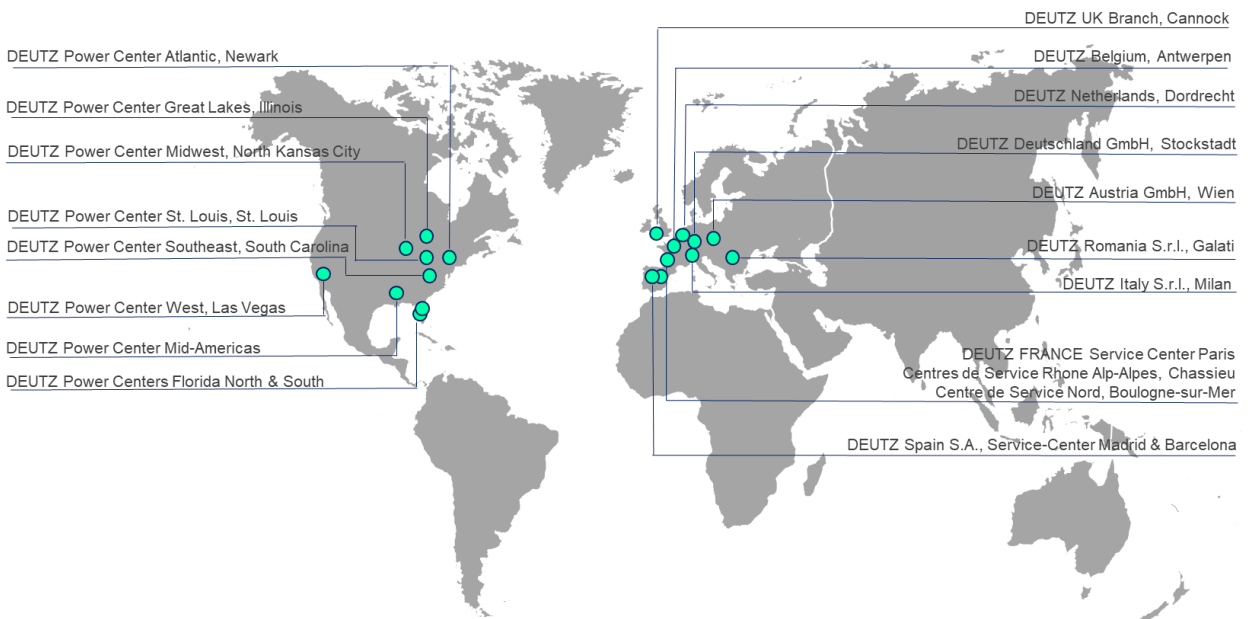 DEUTZ Power Center Atlantic, Newark
DEUTZ Power Center Great Lakes, Illinois
DEUTZ Power Center Midwest, North Kansas City
DEUTZ Power Center St. Louis, St. Louis
DEUTZ Power Center Southeast, South Carolina
DEUTZ Power Center West, Las Vegas
DEUTZ Power Center Mid-Americas
DEUTZ Power Centers Florida North & South
DEUTZ UK Branch, Cannock
DEUTZ Belgium, Antwerpen
DEUTZ Netherlands, Dordrecht
DEUTZ Deutschland GmbH, Stockstadt
DEUTZ Austria GmbH, Wien
DEUTZ Romania S.r.l., Galati
DEUTZ Italy S.r.l., Milan
DEUTZ FRANCE Service Center Paris
Centres de Service Rhone Alp-Alpes, Chassieu
Centre de Service Nord, Boulogne-sur-Mer
DEUTZ Spain S.A., Service-Center Madrid & Barcelona